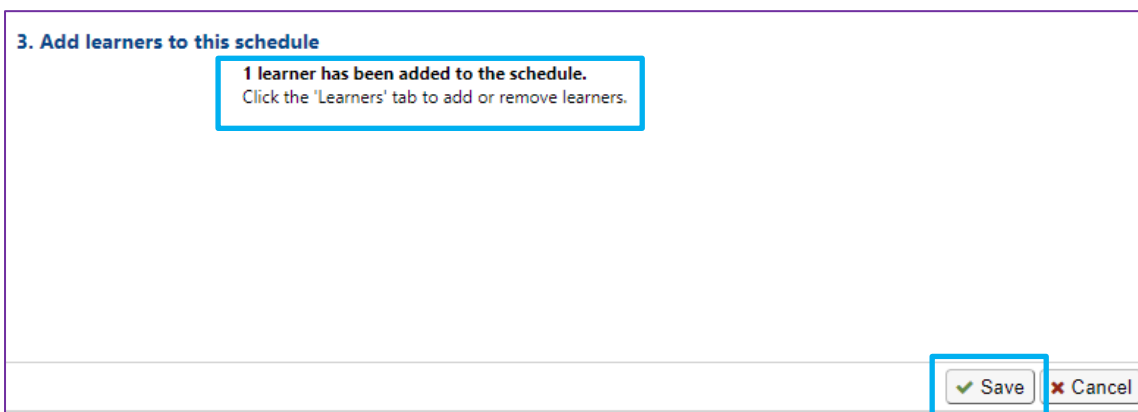 3. Add learners to this schedule
1 learner has been added to the schedule.
Click the 'Learners' tab to add or remove learners.
Save Cancel